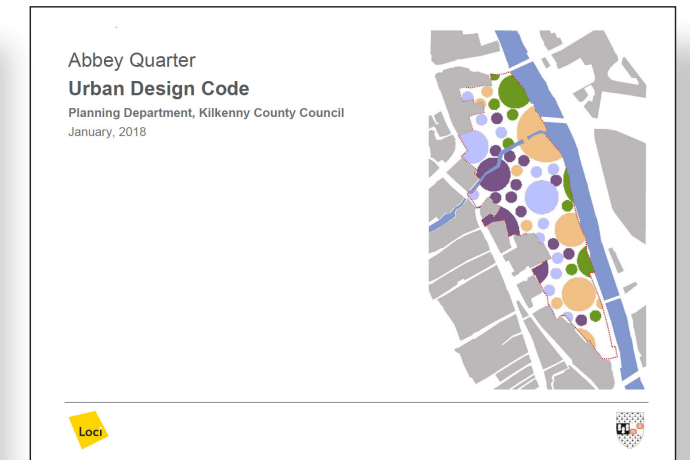 Abbey Quarter
Urban Design Code
Planning Department, Kilkenny County Council
January, 2018
Loci